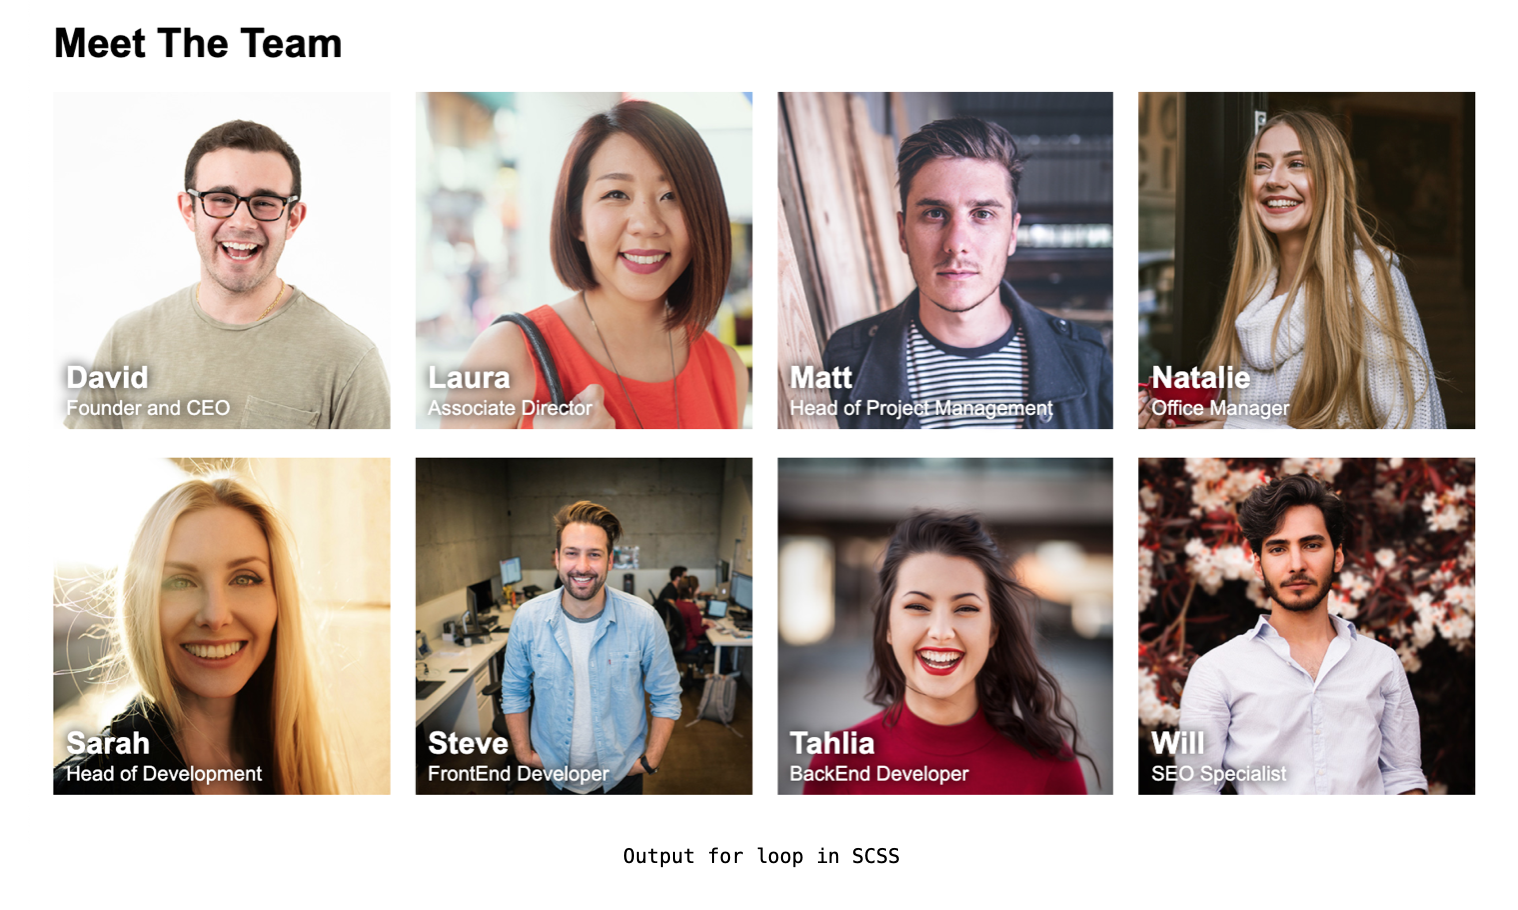 Meet The Team
David
Founder and CEO
Laura
Associate Director
Matt
Head of Project Management
Natalie
Office Manager
Sarah
Head of Development
Steve
FrontEnd Developer
Tahlia
BackEnd Developer
Will
SEO Specialist
Output for loop in SCSS